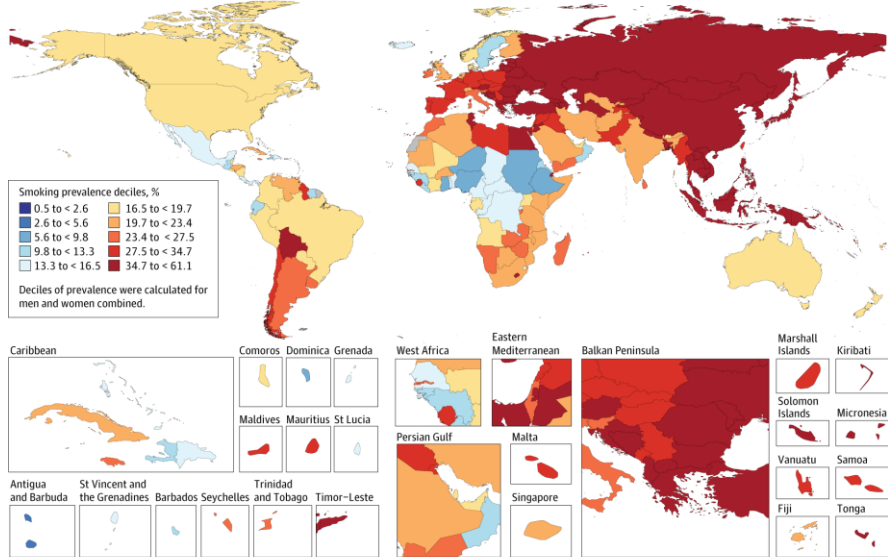 Smoking prevalence deciles, %
0.5 to < 2.6
2.6 to < 5.6
5.6 to < 9.8
9.8 to < 13.3
13.3 to < 16.5
16.5 to < 19.7
19.7 to < 23.4
23.4 to < 27.5
27.5 to < 34.7
34.7 to < 61.1
Deciles of prevalence were calculated for
men and women combined.
Caribbean
Comoros
Dominica
Grenada
Maldives
Mauritius
St Lucia
Antigua
and Barbuda
St Vincent and
the Grenadines
Barbados
Seychelles
Trinidad
and Tobago
Timor–Leste
West Africa
Eastern
Mediterranean
Persian Gulf
Malta
Singapore
Balkan Peninsula
Marshall
Islands
Kiribati
Solomon
Islands
Micronesia
Vanuatu
Samoa
Fiji
Tonga